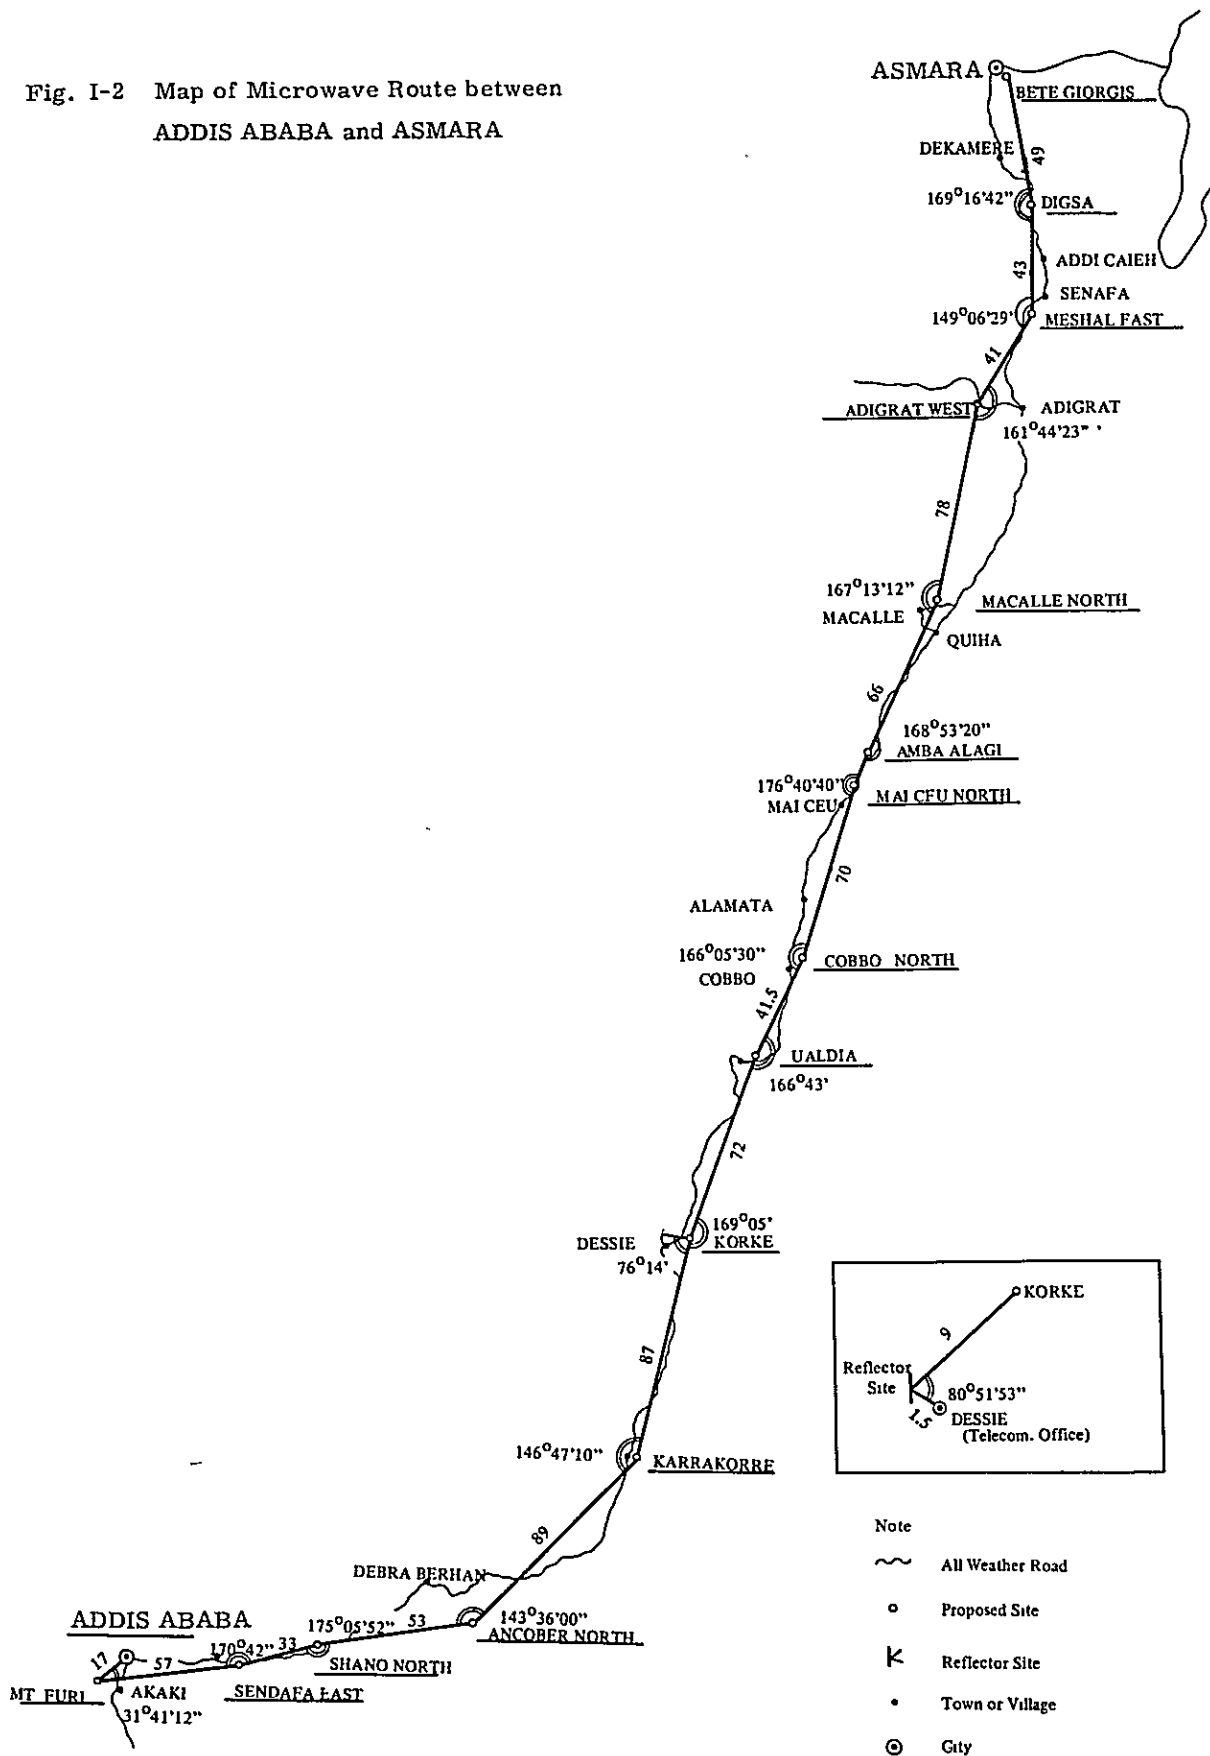 Fig. I-2 Map of Microwave Route between
ADDIS ABABA and ASMARA
ASMARA
BETE GIORGIS
DEKAMERE
49
169°16'42"
DIGSA
43
ADDI CAIEH
SENAFA
149°06'29'
MESHAL FAST
41
ADIGRAT WEST
ADIGRAT
161°44'23" '
78
167°13'12"
MACALLE NORTH
MACALLE
QUIHA
66
168°53'20"
AMBA ALAGI
176°40'40"
MAI CFU NORTH
MAI CEU
70
ALAMATA
166°05'30"
COBBO NORTH
COBBO
41.5
UALDIA
166°43'
72
169°05'
DESSIE
KORKE
76°14'
87
146°47'10"
KARRAKORRE
89
DEBRA BERHAN
143°36'00"
ANCOBER NORTH
53
175°05'52"
SHANO NORTH
33
170°42"
SENDAFA EAST
57
ADDIS ABABA
17
MT FURI
AKAKI
31°41'12"
KORKE
9
Reflector
Site
80°51'53"
1.5
DESSIE
(Telecom. Office)
Note
All Weather Road
Proposed Site
Reflector Site
Town or Village
Gity